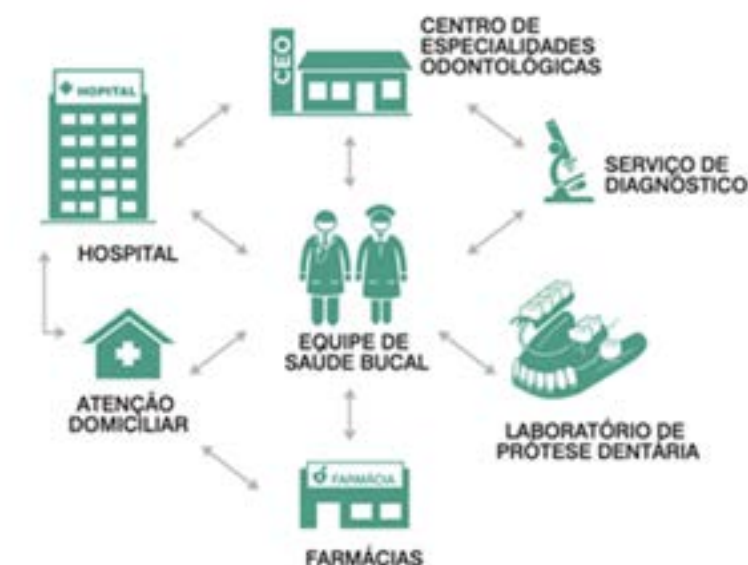 CENTRO DE
ESPECIALIDADES
ODONTOLÓGICAS
CEO
HOPITAL
HOSPITAL
SERVIÇO DE
DIAGNÓSTICO
EQUIPE DE
SAÚDE BUCAL
ATENÇÃO
DOMICILIAR
LABORATÓRIO DE
PRÓTESE DENTÁRIA
FARMÁCIA
FARMÁCIAS